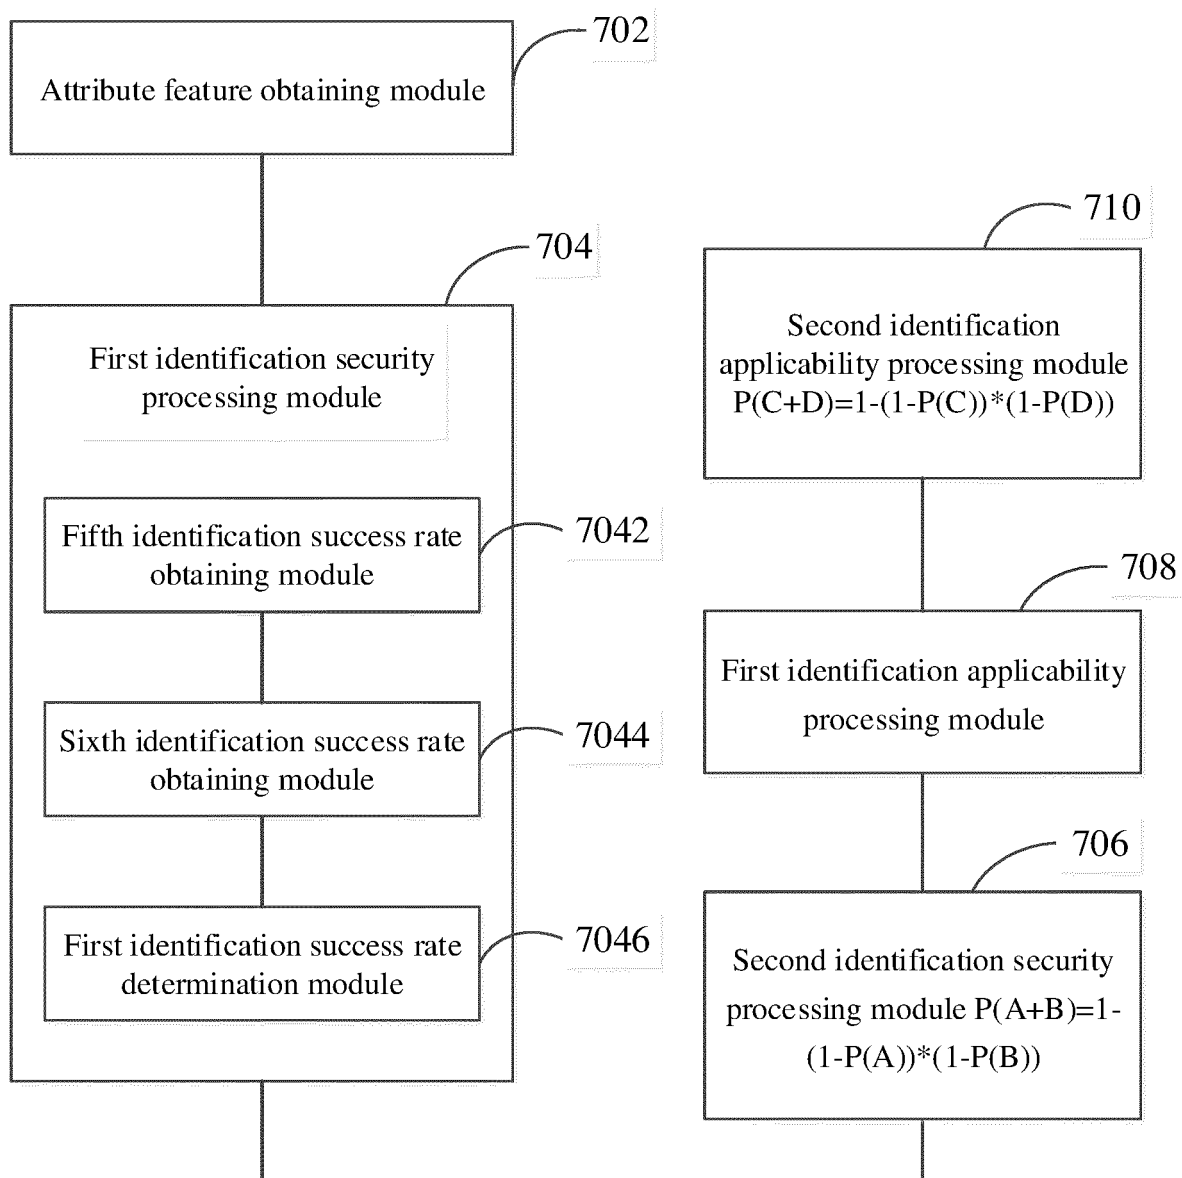 702
Attribute feature obtaining module
704
First identification security
processing module
Fifth identification success rate
obtaining module
7042
Sixth identification success rate
obtaining module
7044
First identification success rate
determination module
7046
710
Second identification
applicability processing module
P(C+D)=1-(1-P(C))*(1-P(D))
708
First identification applicability
processing module
706
Second identification security
processing module P(A+B)=1-
(1-P(A))*(1-P(B))